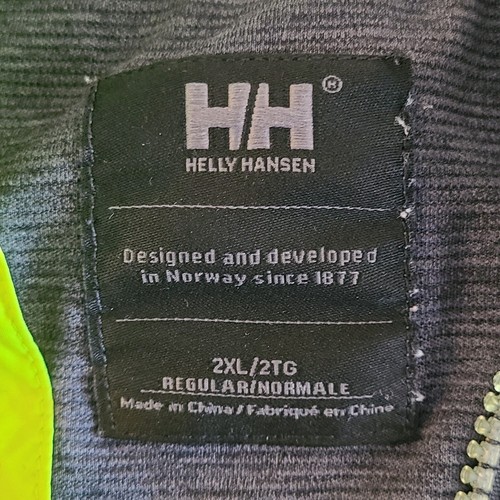 HH®
HELLY HANSEN
Designed and developed
in Norway since 1877
2XL/2TG
REGULAR/NORMALE
Made in China / Fabriqué en Chine